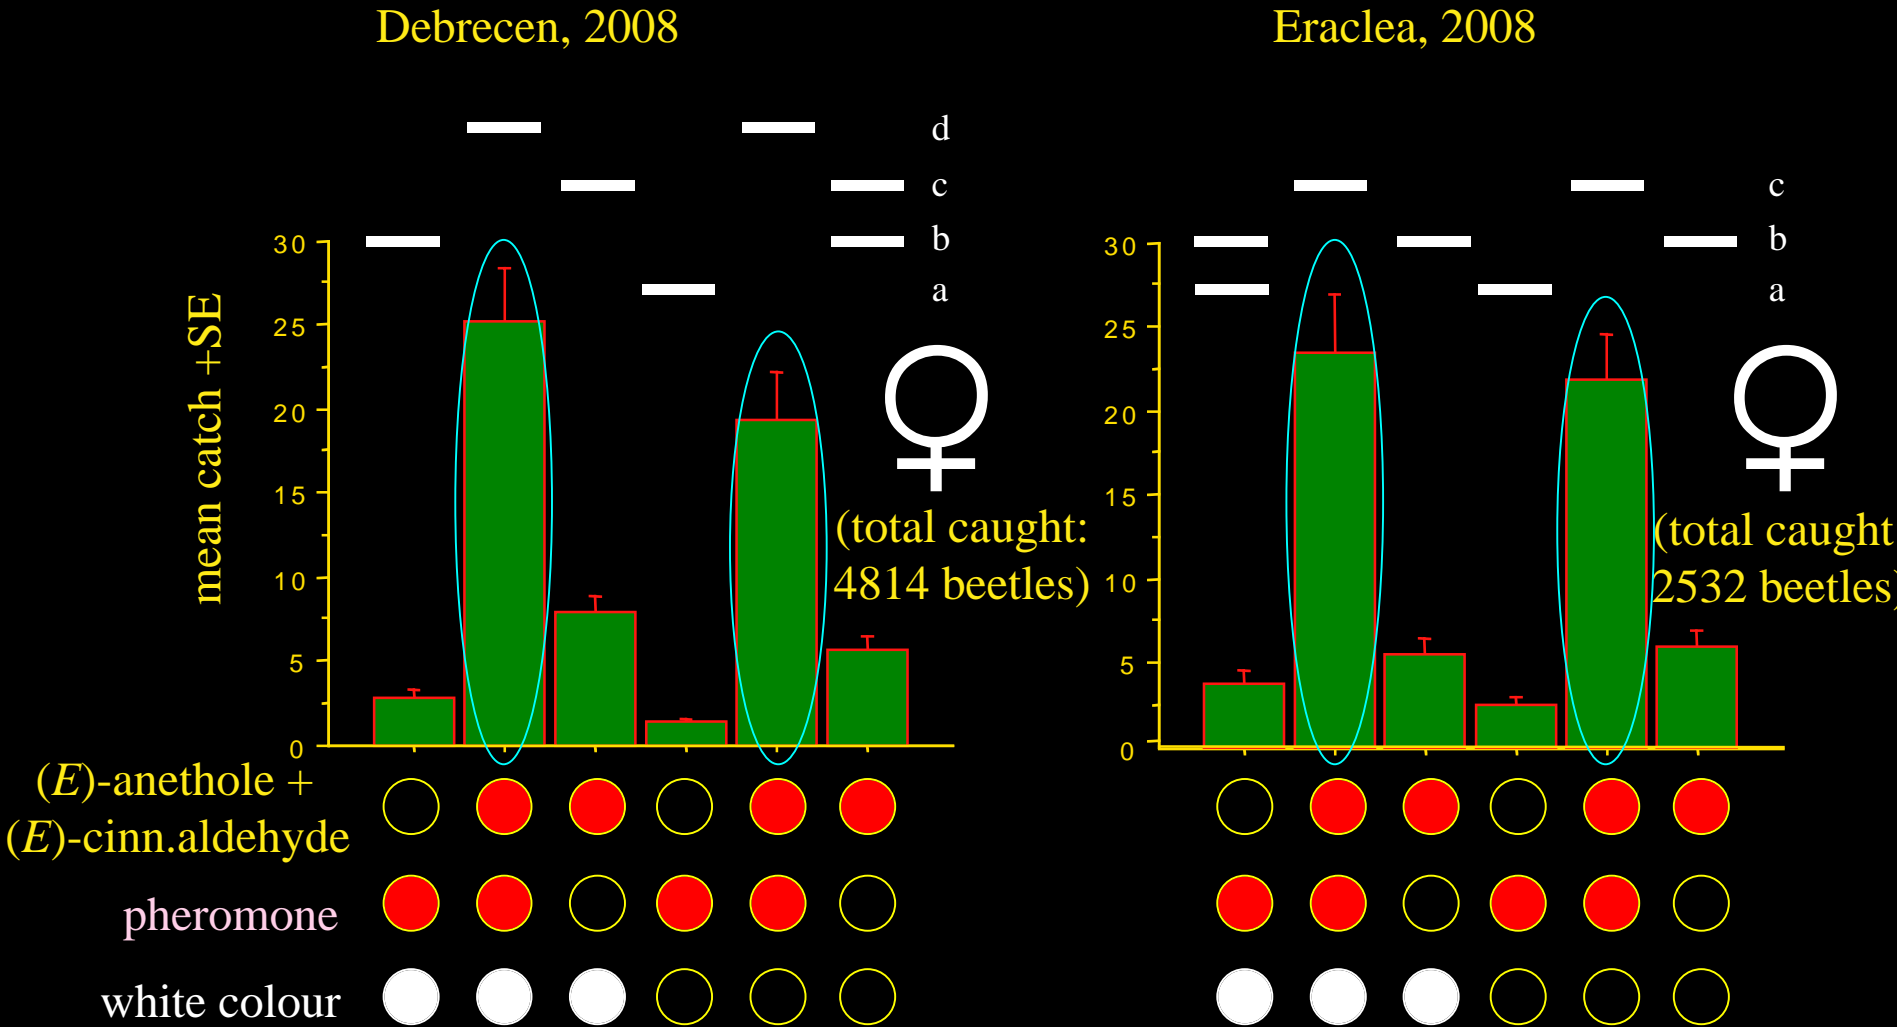 Debrecen, 2008
Eraclea, 2008
d
c
b
a
c
b
a
mean catch +SE
30
25
20
15
10
5
0
30
25
20
15
10
5
0
(total caught:
4814 beetles)
(total caught
2532 beetles)
(E)-anethole +
(E)-cinn.aldehyde
pheromone
white colour